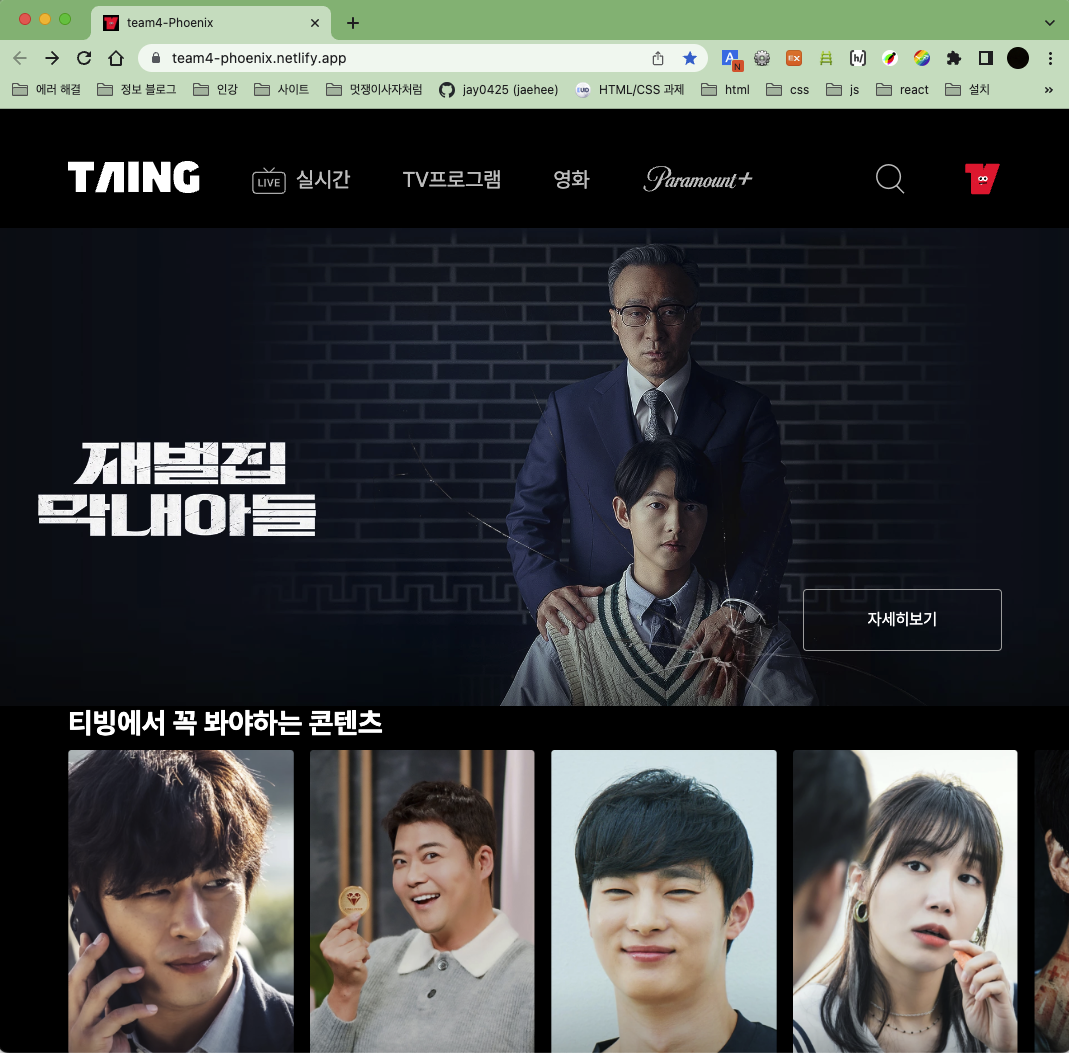 team4-Phoenix
team4-phoenix.netlify.app
에러 해결 정보 블로그 인강 사이트 멋쟁이사자처럼 jay0425 (jaehee) EUID HTML/CSS 과제 html css js react 설치
TAING LIVE 실시간 TV프로그램 영화 Paramount+
재벌집
막내아들
자세히보기
티빙에서 꼭 봐야하는 콘텐츠